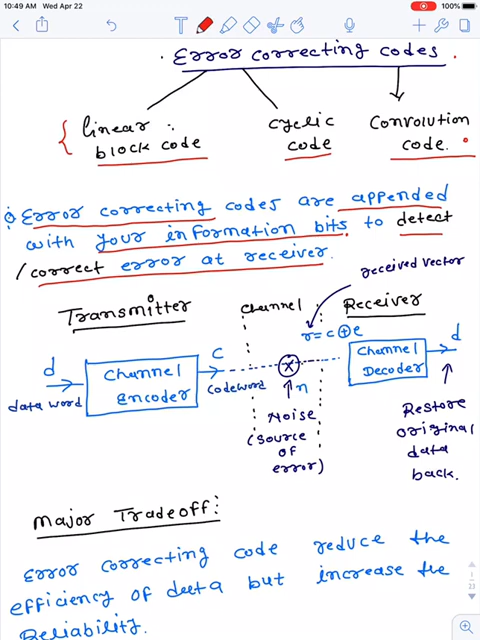 10:49 AM Wed Apr 22
Error correcting codes
linear
block code
cyclic
code
Convolution
code.
Error correcting codes are appended
with your information bits to detect
/correct error at receiver.
received vector
Transmitter
Channel
Receiver
r = c ⊕ e
d
data word
Channel
Encoder
C
codeword
n
Noise
(Source
of
error)
Channel
Decoder
d
Restore
original
data
back.
Major Tradeoff:
Error correcting code reduce the
efficiency of data but increase the
Reliability.
1
23